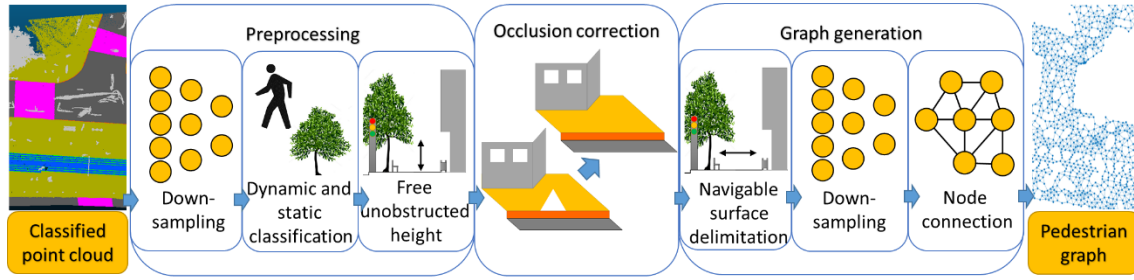 Preprocessing
Occlusion correction
Graph generation
Down-
sampling
Dynamic and
static
classification
Free
unobstructed
height
Navigable
surface
delimitation
Down-
sampling
Node
connection
Classified
point cloud
Pedestrian
graph